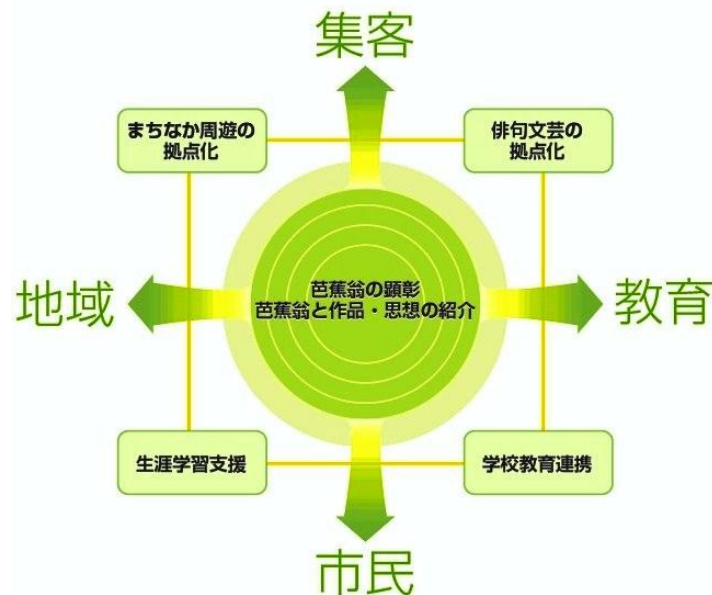 集客
まちなか周遊の
拠点化
俳句文芸の
拠点化
地域
芭蕉翁の顕彰
芭蕉翁と作品・思想の紹介
教育
生涯学習支援
学校教育連携
市民